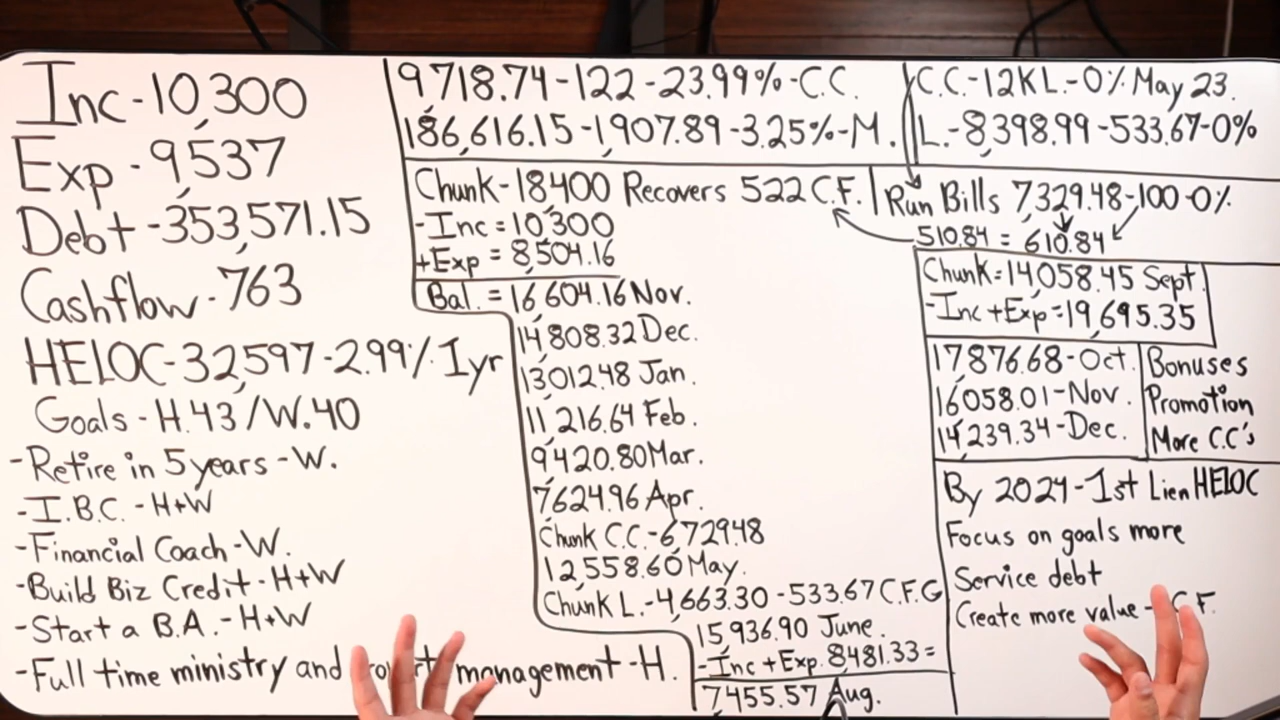 Inc-10,300
Exp-9,537
Debt-353,571.15
Cashflow-763
HELOC-32,597-2.99% 1yr
Goals-H.43/W.40
-Retire in 5 years-W.
-I.B.C.-H+W
-Financial Coach-W.
-Build Biz Credit-H+W
-Start a B.A.-H+W
-Full time ministry and management-H.
9,718.74-122-23.99%-C.C.
186,616.15-1,907.89-3.25%-M.
Chunk-18,400 Recovers 522 C.F.
-Inc=10,300
+Exp=8,504.16
Bal.=16,604.16 Nov.
14,808.32 Dec.
13,012.48 Jan.
11,216.64 Feb.
9,420.80 Mar.
7,624.96 Apr.
Chunk C.C.-6,729.48
12,558.60 May.
Chunk L.-4,663.30-533.67 C.F.G
15,936.90 June.
-Inc+Exp. 8,481.33=
7,455.57 Aug.
C.C.-12K L.-0% May 23.
L.-8,398.99-533.67-0%
Run Bills 7,329.48-100-0%
510.84=610.84
Chunk=14,058.45 Sept
-Inc+Exp=19,695.35
17,876.68-Oct.
16,058.01-Nov.
14,239.34-Dec.
Bonuses
Promotion
More C.C's
By 2024-1st Lien HELOC
Focus on goals more
Service debt
Create more value - C.F.